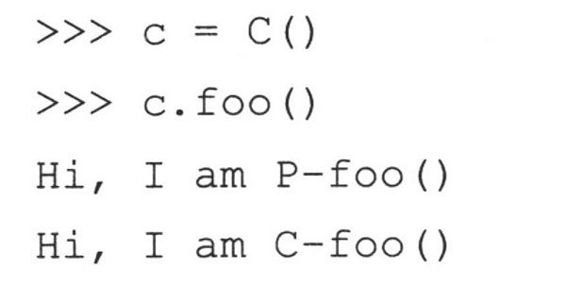 >>> c = C()
>>> c.foo()
Hi, I am P-foo()
Hi, I am C-foo()